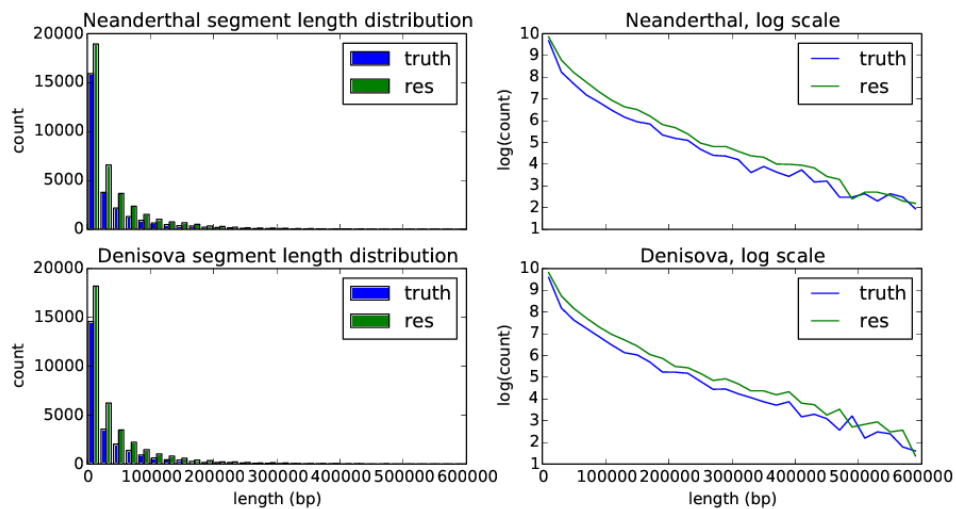 Neanderthal segment length distribution
20000
15000
10000
5000
0
count
truth
res
Neanderthal, log scale
10
9
8
7
6
5
4
3
2
1
log(count)
truth
res
Denisova segment length distribution
20000
15000
10000
5000
0
count
truth
res
0 100000 200000 300000 400000 500000 600000
length (bp)
Denisova, log scale
10
9
8
7
6
5
4
3
2
1
log(count)
truth
res
0 100000 200000 300000 400000 500000 600000
length (bp)